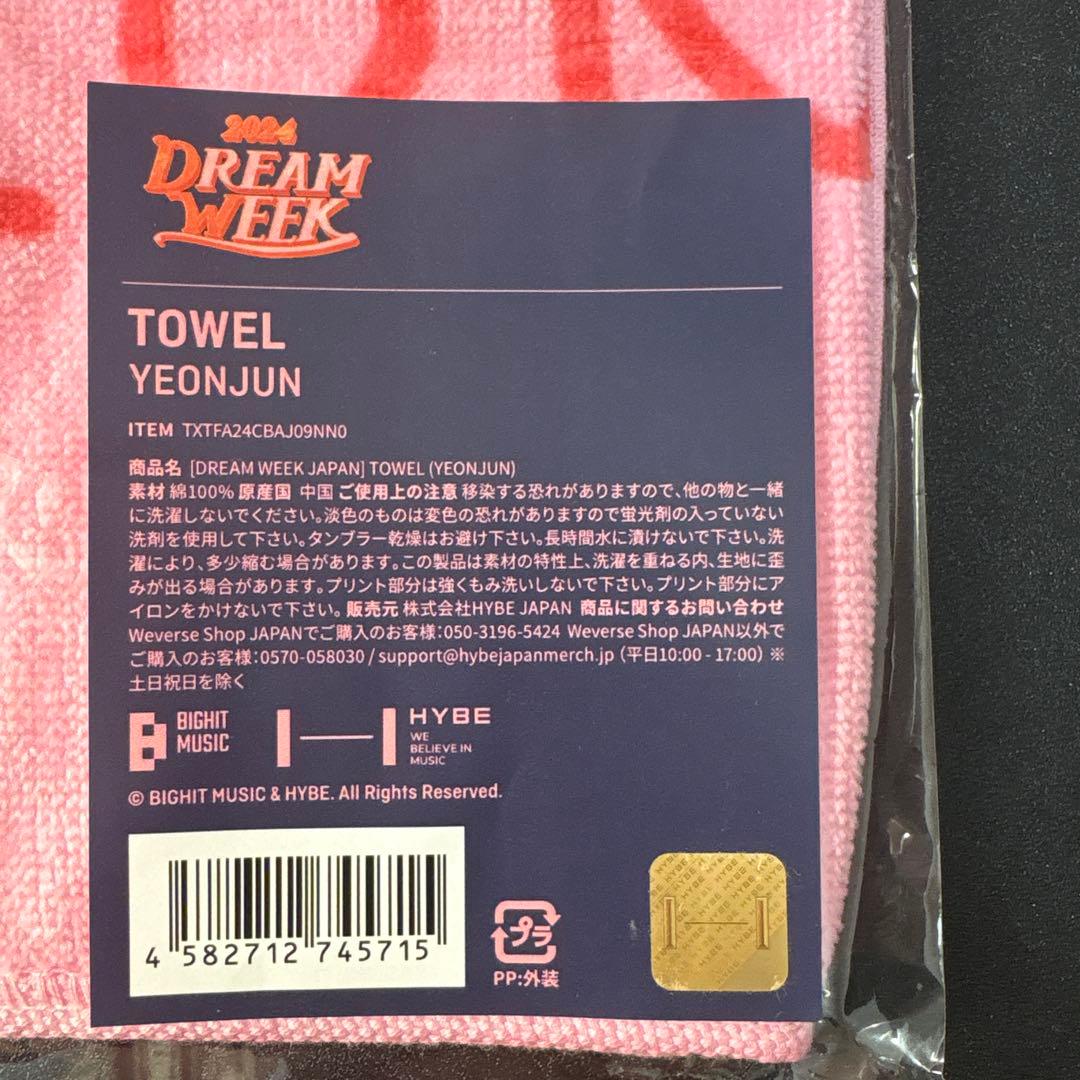 2024
DREAM
WEEK
TOWEL
YEONJUN
ITEM TXTFA24CBAJ09NN0
商品名 [DREAM WEEK JAPAN] TOWEL (YEONJUN)
素材 綿100% 原産国 中国 ご使用上の注意 移染する恐れがありますので、他の物と一緒
に洗濯しないでください。淡色のものは変色の恐れがありますので蛍光剤の入っていない
洗剤を使用して下さい。タンブラー乾燥はお避け下さい。長時間水に漬けないで下さい。洗
濯により、多少縮む場合があります。この製品は素材の特性上、洗濯を重ねる内、生地に歪
みが出る場合があります。プリント部分は強くもみ洗いしないで下さい。プリント部分にア
イロンをかけないで下さい。 販売元 株式会社HYBE JAPAN 商品に関するお問い合わせ
Weverse Shop JAPANでご購入のお客様:050-3196-5424 Weverse Shop JAPAN以外で
ご購入のお客様:0570-058030 / support@hybejapanmerch.jp (平日10:00 - 17:00) ※
土日祝日を除く
BIGHIT
MUSIC
HYBE
WE
BELIEVE IN
MUSIC
© BIGHIT MUSIC & HYBE. All Rights Reserved.
4 582712 745715
プラ
PP:外装
HYBE